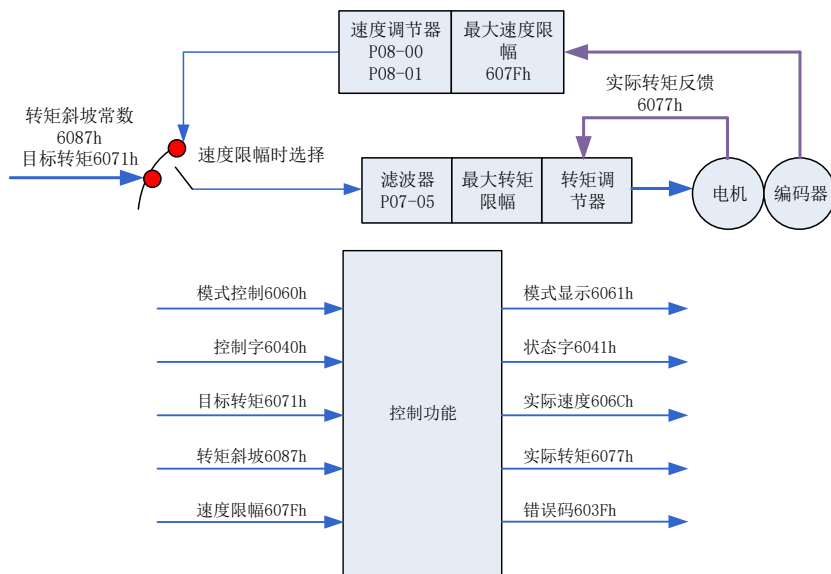 速度调节器
P08-00
P08-01
最大速度限
幅
607Fh
实际转矩反馈
6077h
转矩斜坡常数
6087h
目标转矩6071h
速度限幅时选择
滤波器
P07-05
最大转矩
限幅
转矩调
节器
电机
编码器
模式控制6060h
控制字6040h
目标转矩6071h
转矩斜坡6087h
速度限幅607Fh
控制功能
模式显示6061h
状态字6041h
实际速度606Ch
实际转矩6077h
错误码603Fh